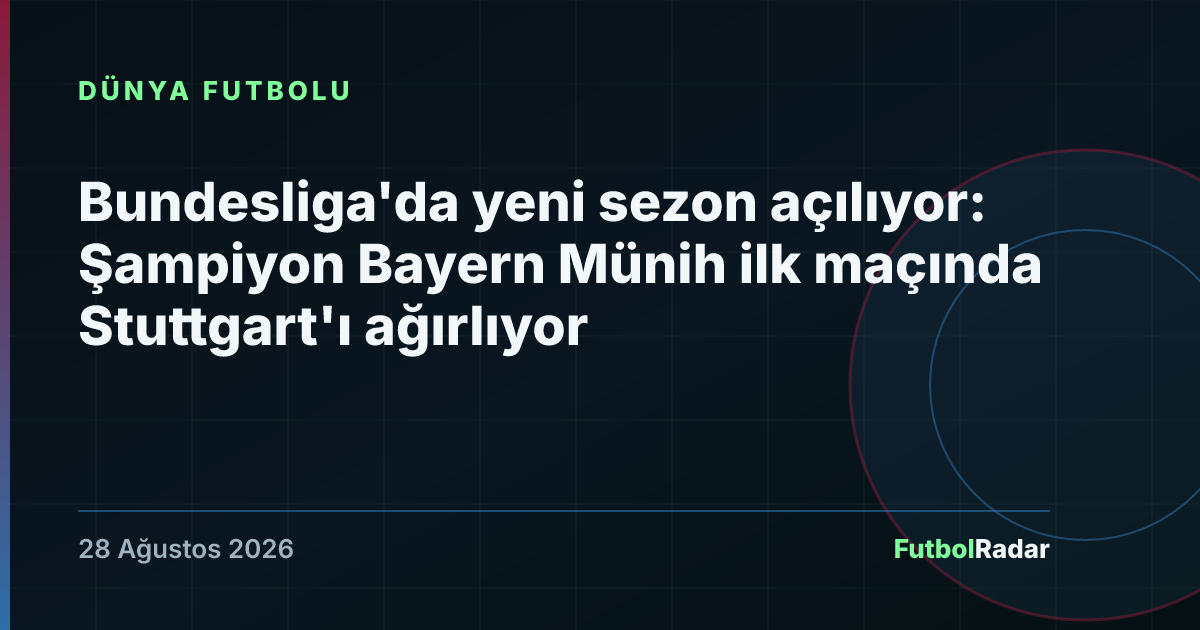 DÜNYA FUTBOLU
Bundesliga'da yeni sezon açılıyor:
Şampiyon Bayern Münih ilk maçında
Stuttgart'ı ağırlıyor
28 Ağustos 2026
FutbolRadar